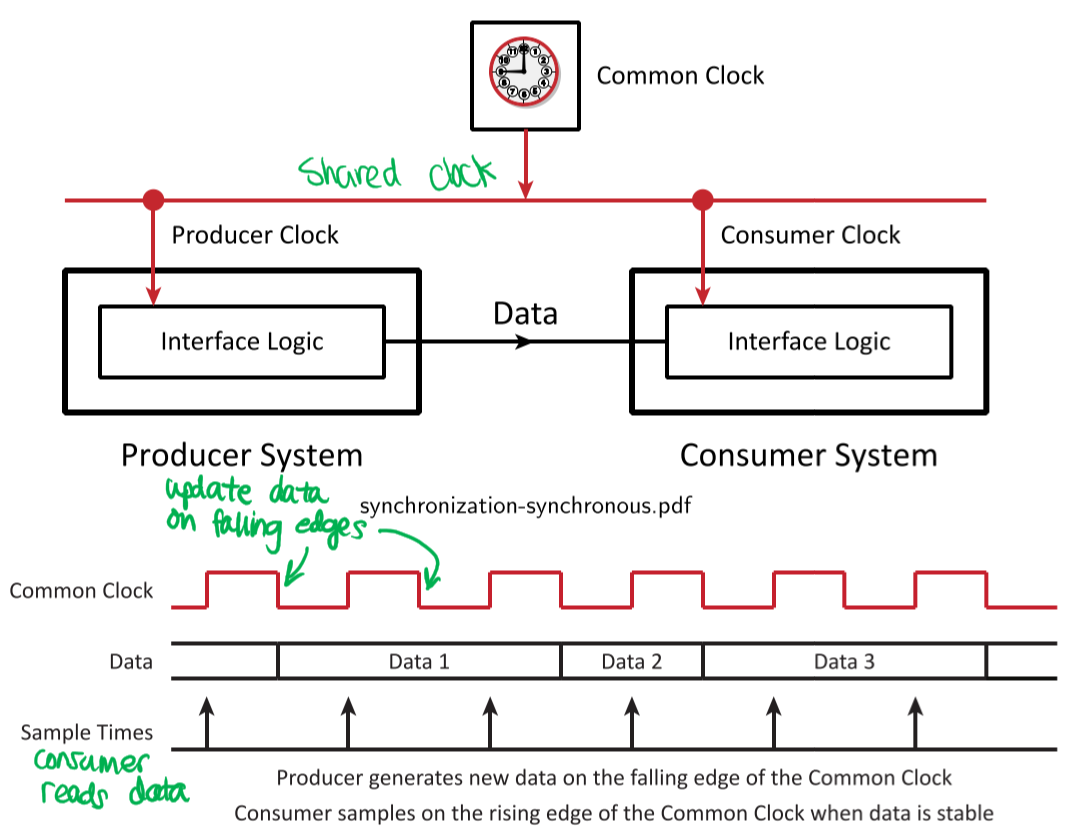 Common Clock
Shared clock
Producer Clock
Consumer Clock
Data
Interface Logic
Interface Logic
Producer System
Consumer System
update data
on falling edges
synchronization-synchronous.pdf
Common Clock
Data
Data 1
Data 2
Data 3
Sample Times
consumer
reads data
Producer generates new data on the falling edge of the Common Clock
Consumer samples on the rising edge of the Common Clock when data is stable